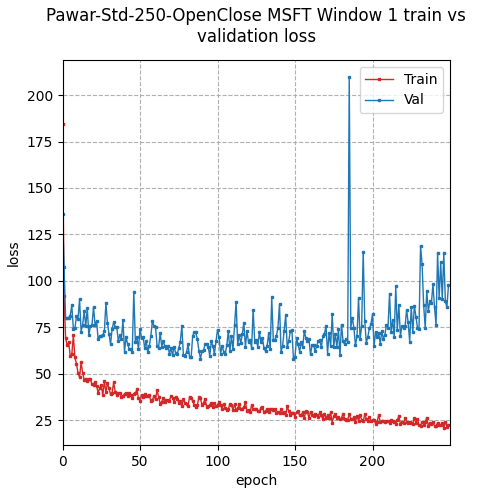 Pawar-Std-250-OpenClose MSFT Window 1 train vs
validation loss
Train
Val
loss
200
175
150
125
100
75
50
25
0
50
100
150
200
epoch